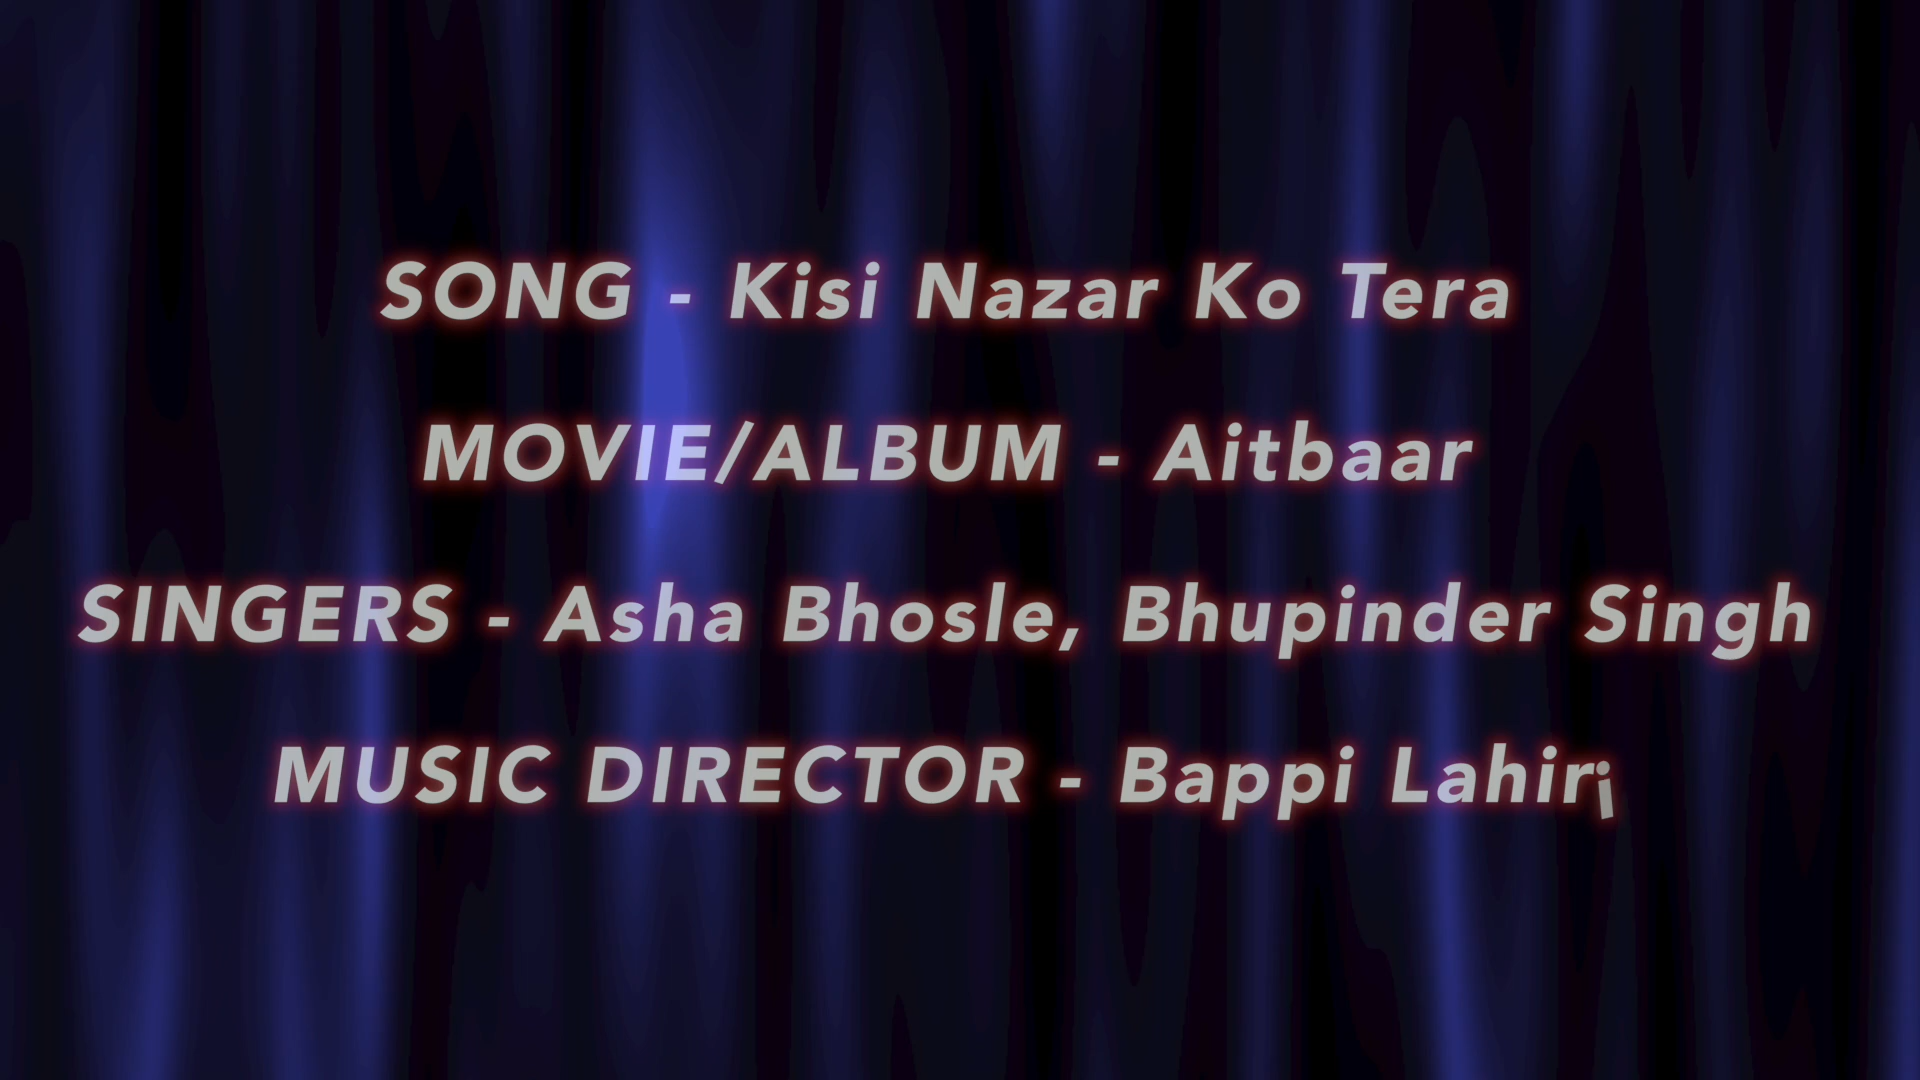 SONG - Kisi Nazar Ko Tera
MOVIE/ALBUM - Aitbaar
SINGERS - Asha Bhosle, Bhupinder Singh
MUSIC DIRECTOR - Bappi Lahiri